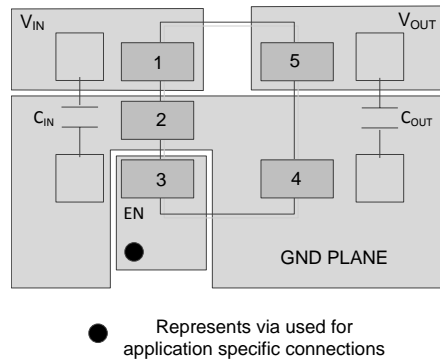 VIN
VOUT
1
5
CIN
2
COUT
3
4
EN
GND PLANE
Represents via used for
application specific connections